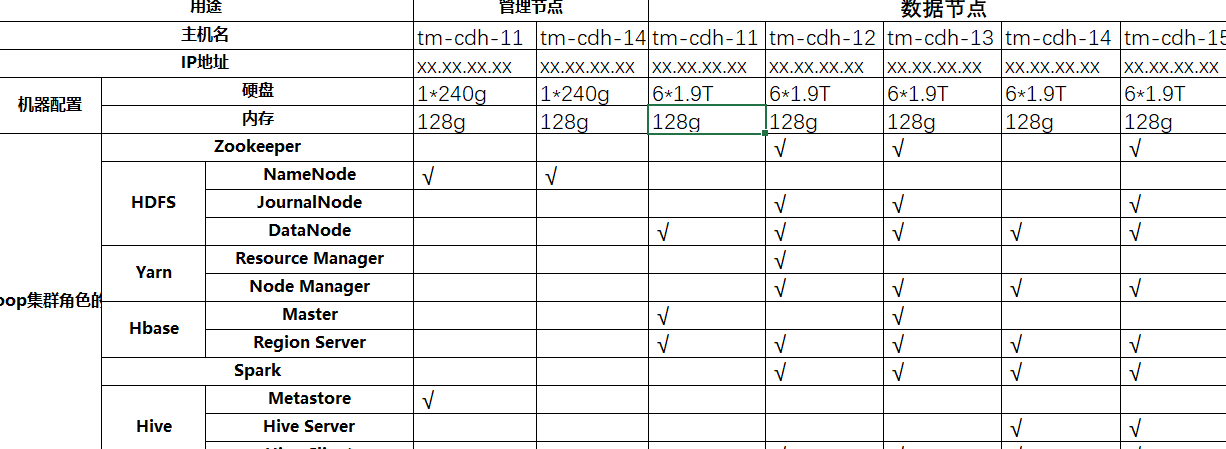 用途 管理节点 数据节点
主机名 tm-cdh-11 tm-cdh-14 tm-cdh-11 tm-cdh-12 tm-cdh-13 tm-cdh-14 tm-cdh-15
IP地址 xx.xx.xx.xx xx.xx.xx.xx xx.xx.xx.xx xx.xx.xx.xx xx.xx.xx.xx xx.xx.xx.xx xx.xx.xx.xx
机器配置
硬盘 1*240g 1*240g 6*1.9T 6*1.9T 6*1.9T 6*1.9T 6*1.9T
内存 128g 128g 128g 128g 128g 128g 128g
Zookeeper √ √ √
HDFS
NameNode √ √
JournalNode √ √ √
DataNode √ √ √ √ √
Yarn
Resource Manager √
Node Manager √ √ √ √
oop集群角色的
Hbase
Master √ √
Region Server √ √ √ √ √
Spark √ √ √ √
Hive
Metastore √
Hive Server √ √